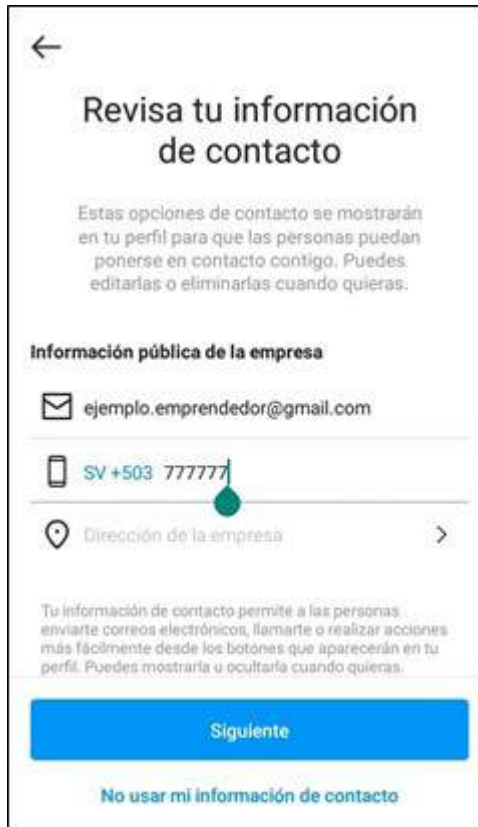 Revisa tu información
de contacto
Estas opciones de contacto se mostrarán
en tu perfil para que las personas puedan
ponerse en contacto contigo. Puedes
editarlas o eliminarlas cuando quieras.
Información pública de la empresa
ejemplo.emprendedor@gmail.com
SV +503 777777
Dirección de la empresa
Tu información de contacto permite a las personas
enviarte correos electrónicos, llamarte o realizar acciones
más fácilmente desde los botones que aparecerán en tu
perfil. Puedes mostrarla u ocultarla cuando quieras.
Siguiente
No usar mi información de contacto